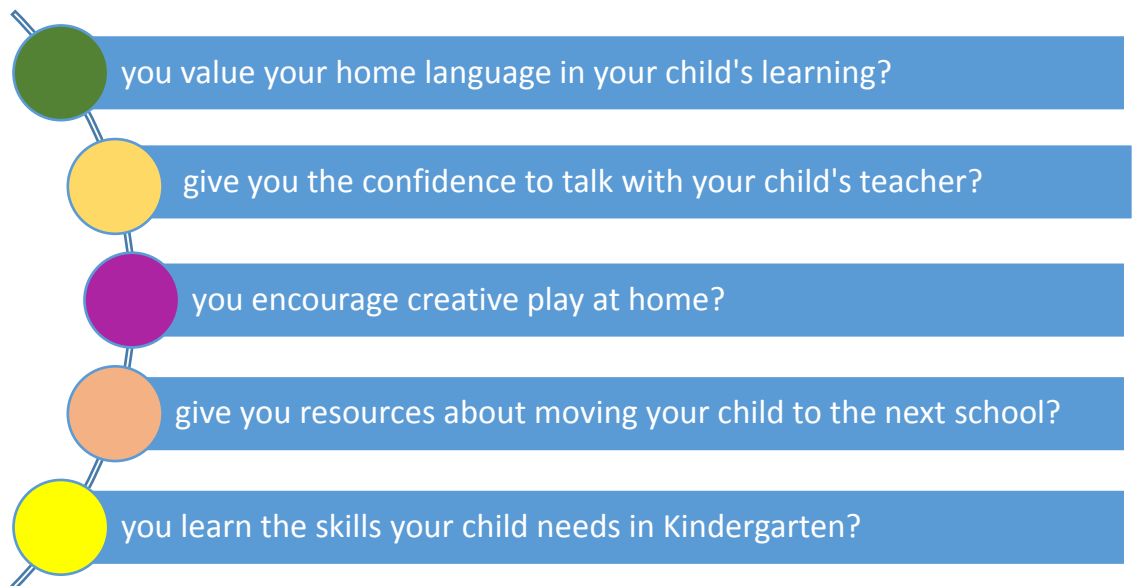 you value your home language in your child's learning?
give you the confidence to talk with your child's teacher?
you encourage creative play at home?
give you resources about moving your child to the next school?
you learn the skills your child needs in Kindergarten?